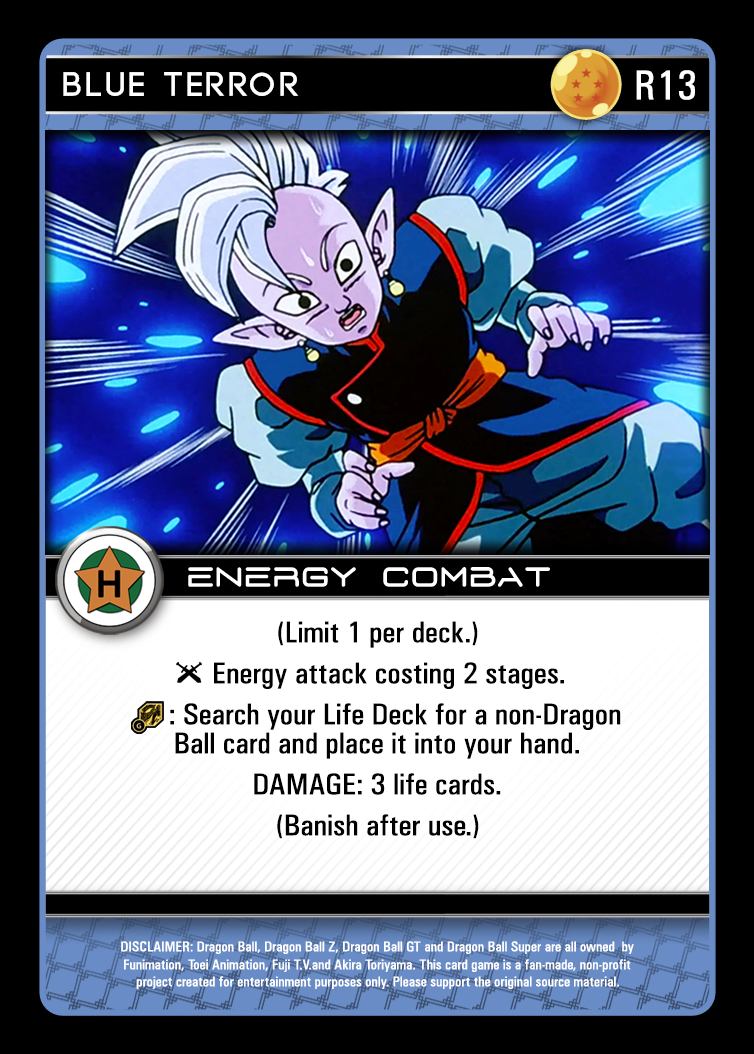 BLUE TERROR
R13
H
ENERGY COMBAT
(Limit 1 per deck.)
Energy attack costing 2 stages.
: Search your Life Deck for a non-Dragon
Ball card and place it into your hand.
DAMAGE: 3 life cards.
(Banish after use.)
DISCLAIMER: Dragon Ball, Dragon Ball Z, Dragon Ball GT and Dragon Ball Super are all owned by
Funimation, Toei Animation, Fuji T.V.and Akira Toriyama. This card game is a fan-made, non-profit
project created for entertainment purposes only. Please support the original source material.